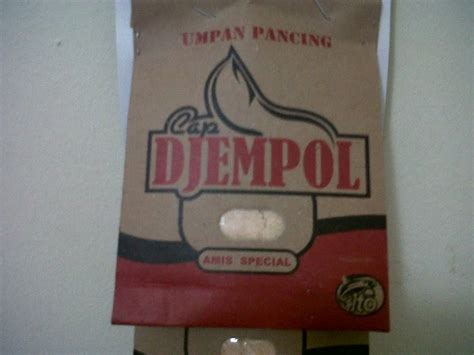 UMPAN PANCING
Cap
DJEMPOL
AMIS SPECIAL